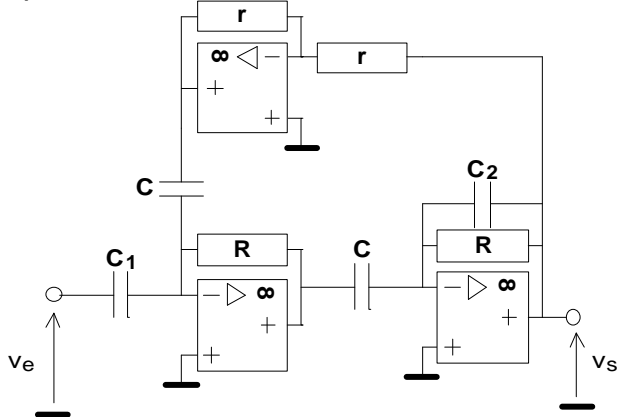 r
∞ − r
+
+
C
C2
C1 R C R
− ∞ − ∞
+ +
+ +
ve vs